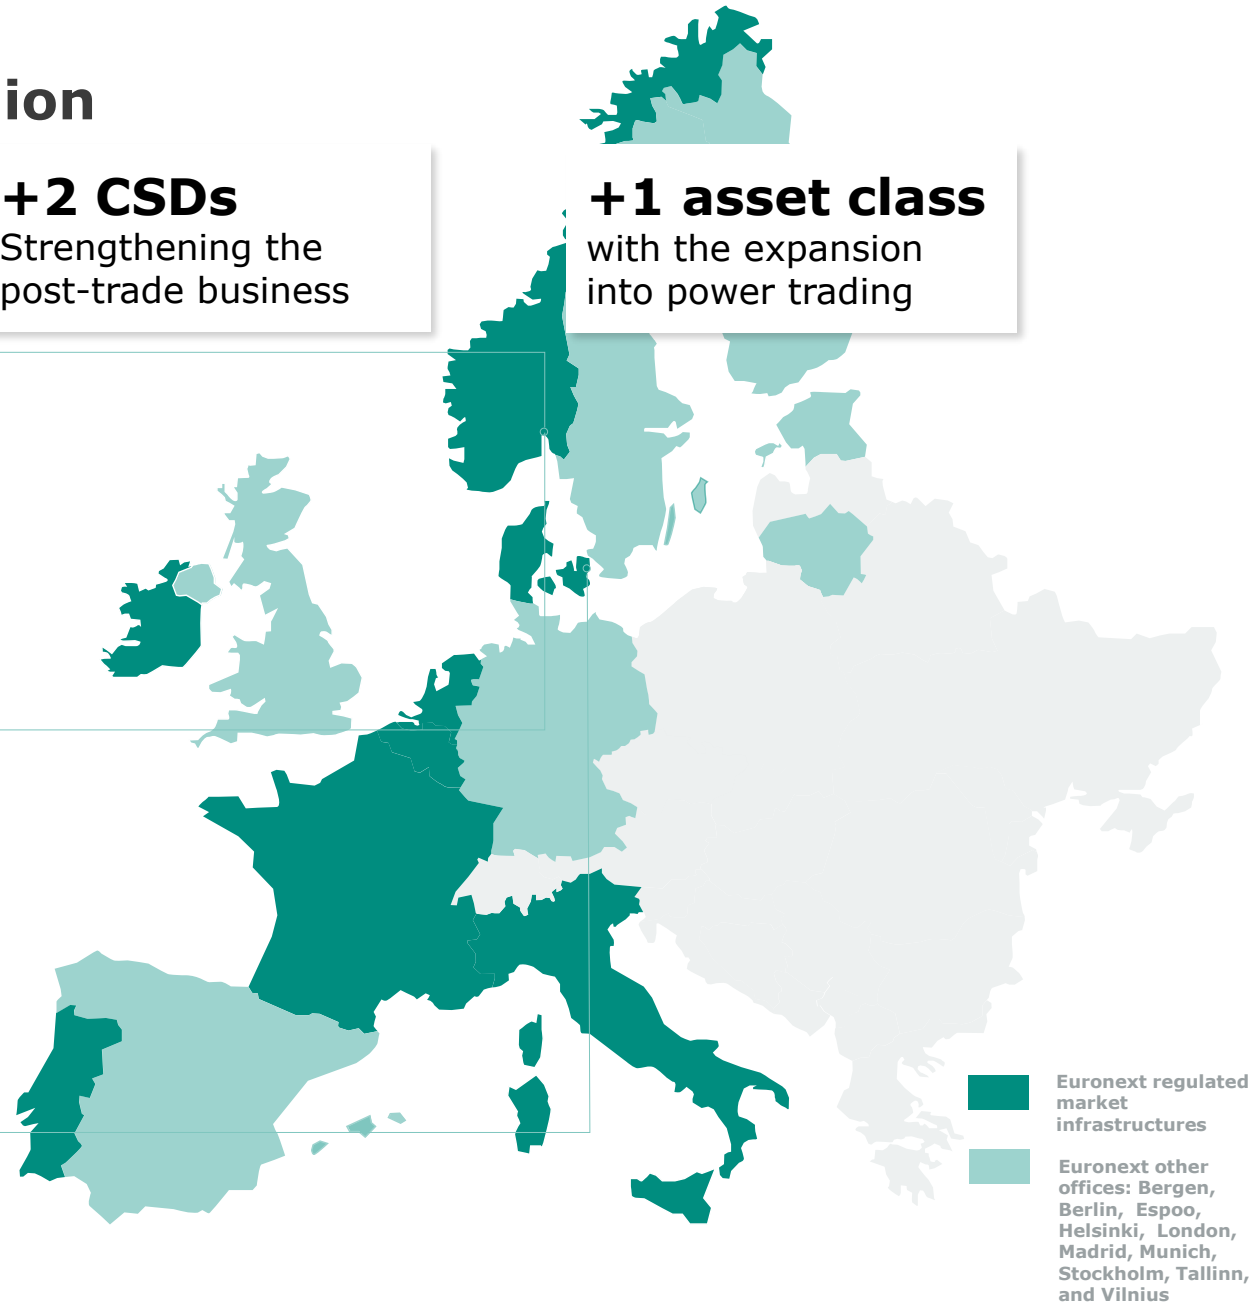 ion
+2 CSDs
Strengthening the
post-trade business
+1 asset class
with the expansion
into power trading
Euronext regulated
market
infrastructures
Euronext other
offices: Bergen,
Berlin, Espoo,
Helsinki, London,
Madrid, Munich,
Stockholm, Tallinn,
and Vilnius